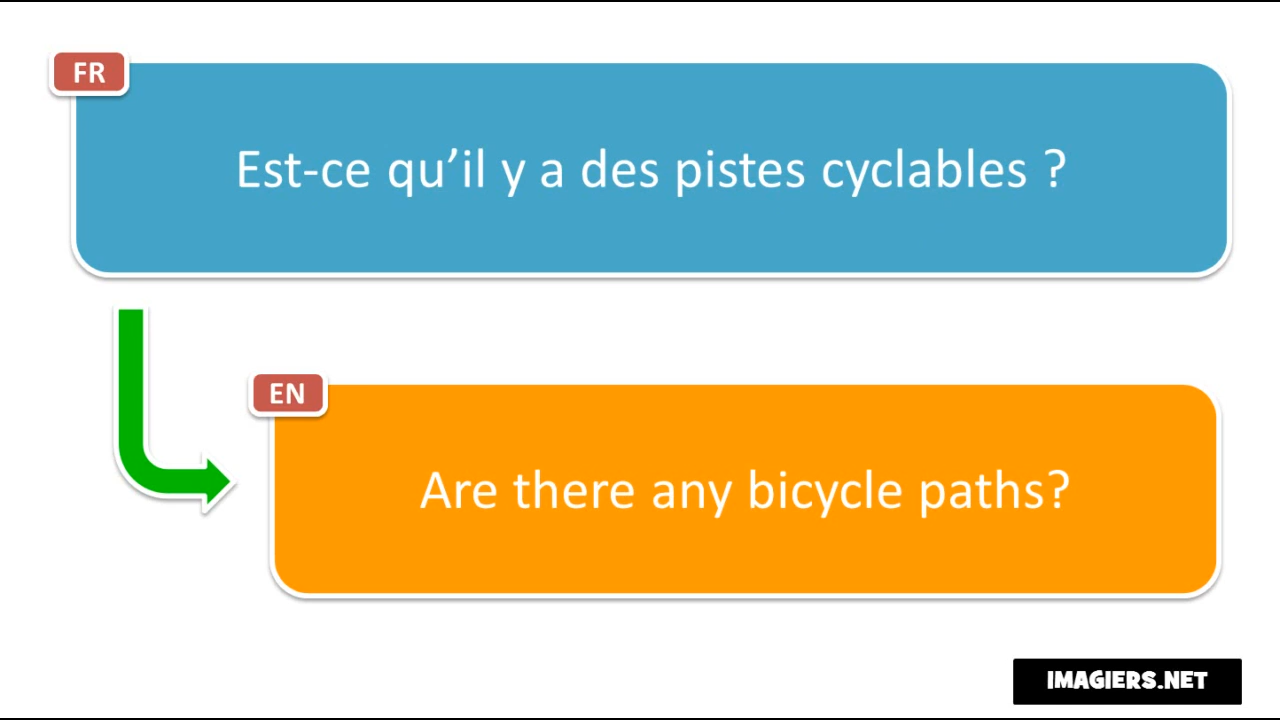 FR
Est-ce qu’il y a des pistes cyclables ?
EN
Are there any bicycle paths?
IMAGIERS.NET